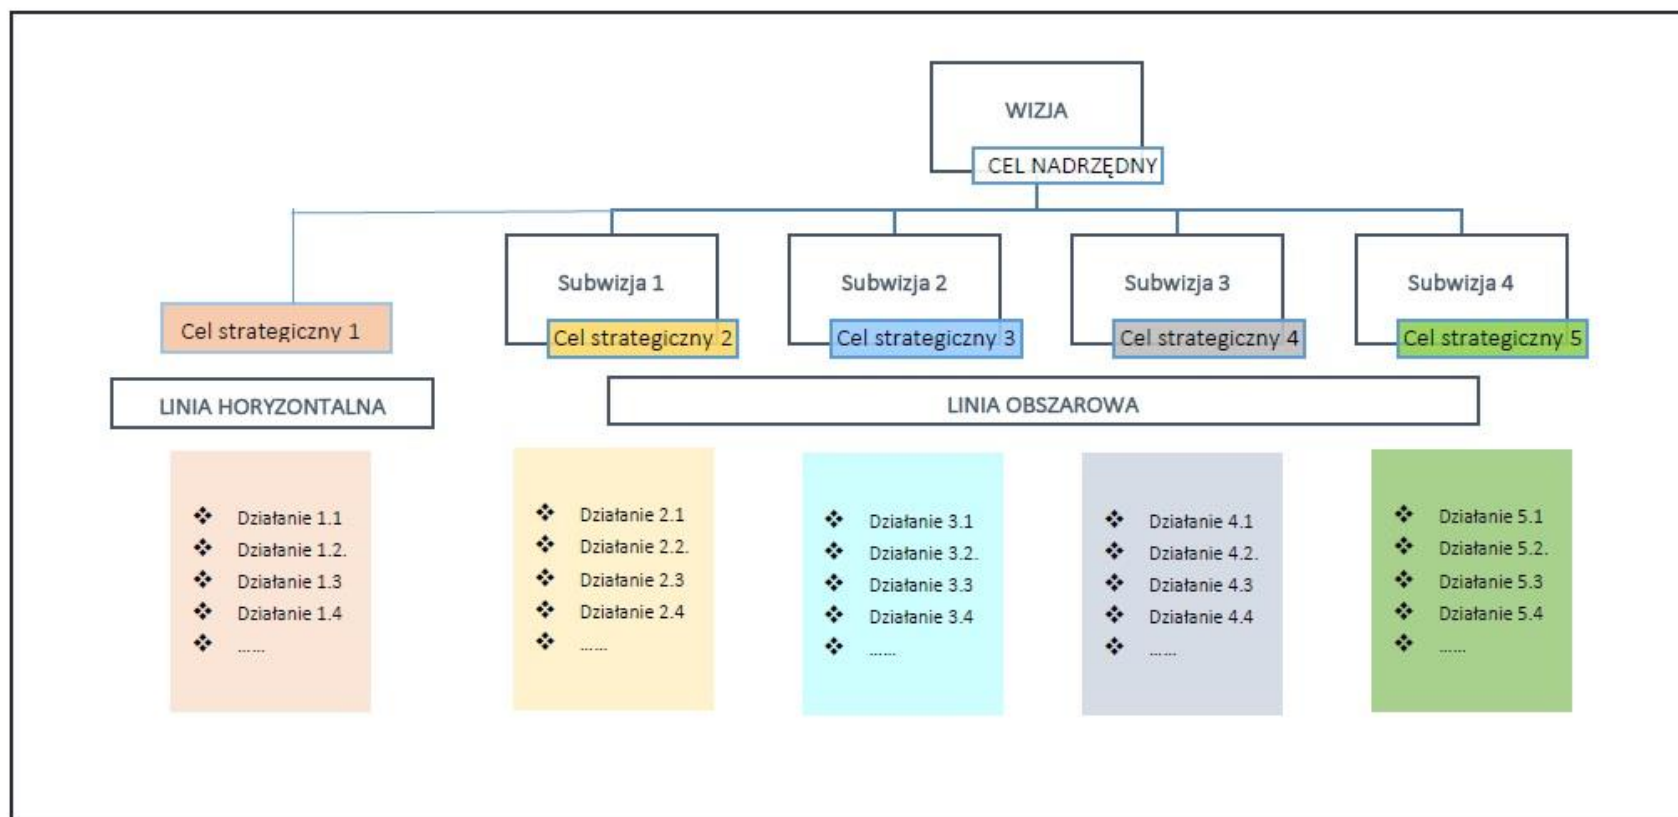 WIZJA
CEL NADRZĘDNY
Subwizja 1
Subwizja 2
Subwizja 3
Subwizja 4
Cel strategiczny 1
Cel strategiczny 2
Cel strategiczny 3
Cel strategiczny 4
Cel strategiczny 5
LINIA HORYZONTALNA
LINIA OBSZAROWA
❖ Działanie 1.1
❖ Działanie 1.2.
❖ Działanie 1.3
❖ Działanie 1.4
❖ ......
❖ Działanie 2.1
❖ Działanie 2.2.
❖ Działanie 2.3
❖ Działanie 2.4
❖ ......
❖ Działanie 3.1
❖ Działanie 3.2.
❖ Działanie 3.3
❖ Działanie 3.4
❖ ......
❖ Działanie 4.1
❖ Działanie 4.2.
❖ Działanie 4.3
❖ Działanie 4.4
❖ ......
❖ Działanie 5.1
❖ Działanie 5.2.
❖ Działanie 5.3
❖ Działanie 5.4
❖ ......